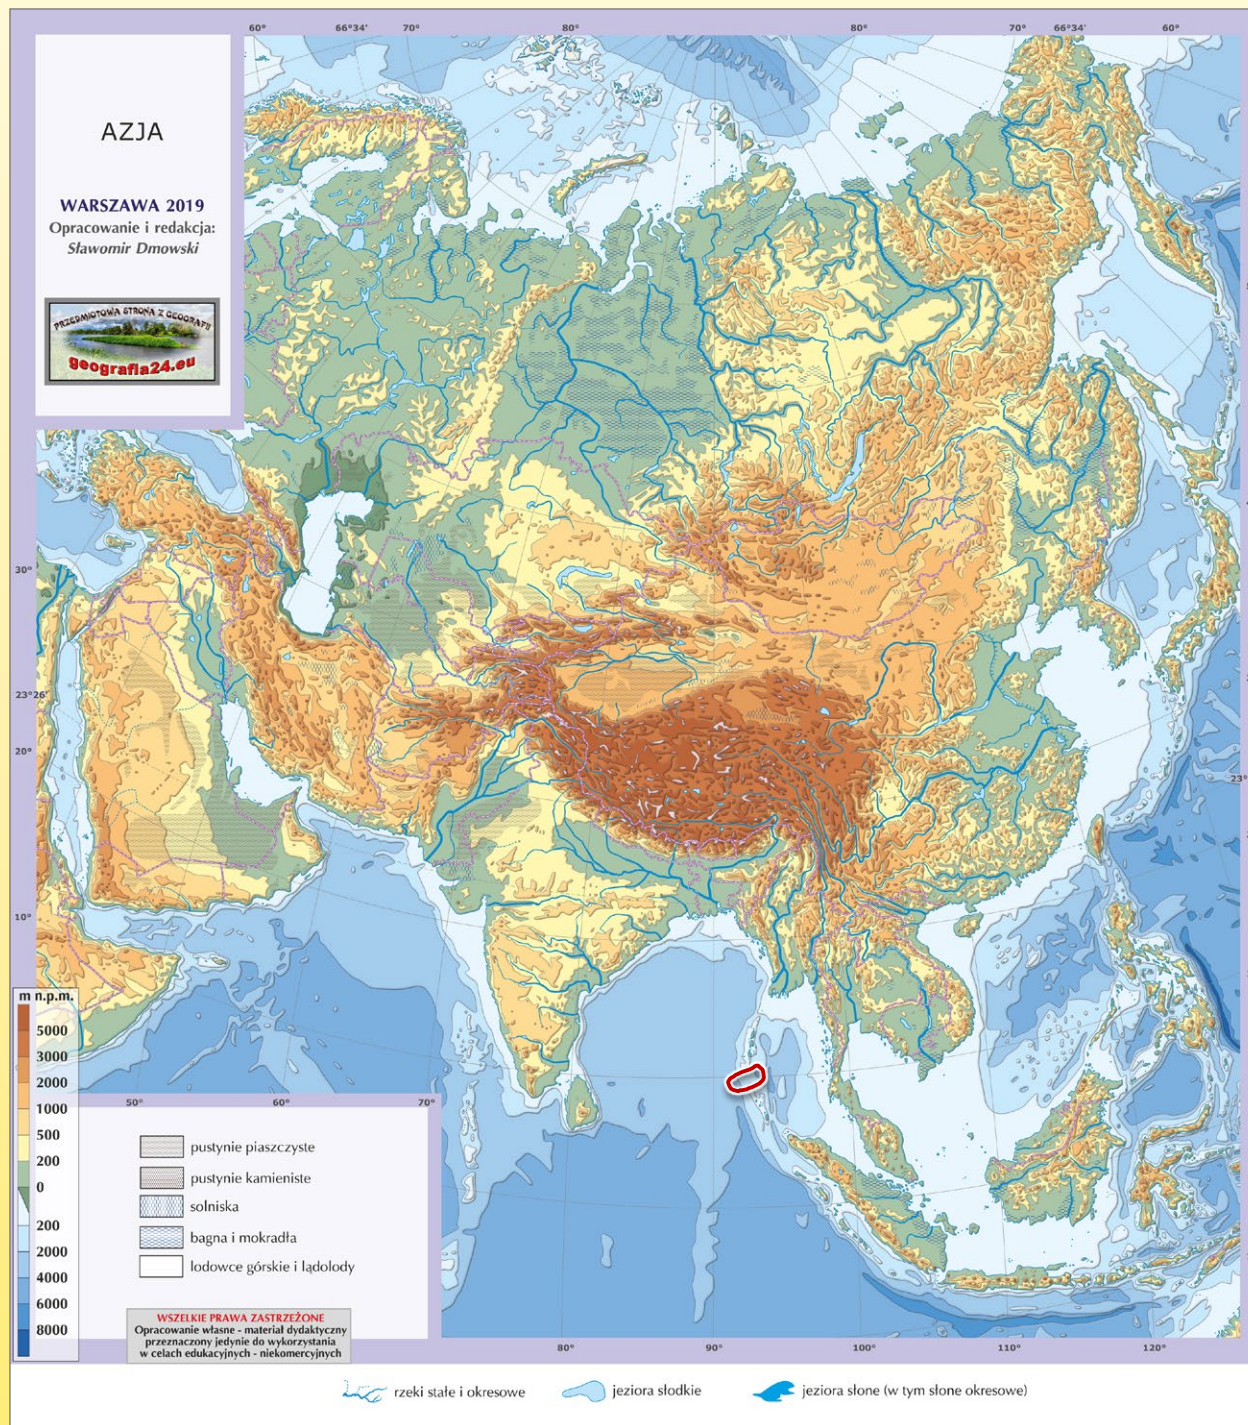 60° 66°34' 70° 80° 80° 70° 66°34' 60°
AZJA
WARSZAWA 2019
Opracowanie i redakcja:
Sławomir Dmowski
PRZEDMIOTOWA STRONA Z GEOGRAFII
geografia24.eu
30°
23°26'
20°
23°
10°
m n.p.m.
5000
3000
2000
1000
500
200
0
200
2000
4000
6000
8000
50° 60° 70°
pustynie piaszczyste
pustynie kamieniste
solniska
bagna i mokradła
lodowce górskie i lądolody
WSZELKIE PRAWA ZASTRZEŻONE
Opracowanie własne - materiał dydaktyczny
przeznaczony jedynie do wykorzystania
w celach edukacyjnych - niekomercyjnych
80° 90° 100° 110° 120°
rzeki stałe i okresowe
jeziora słodkie
jeziora słone (w tym słone okresowe)